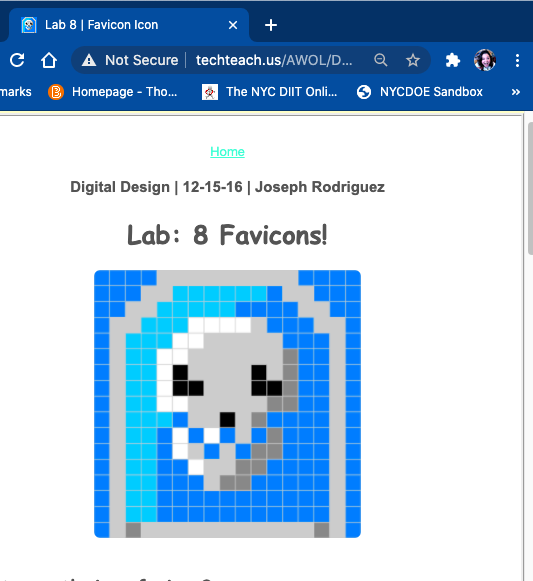 Lab 8 | Favicon Icon
Not Secure | techteach.us/AWOL/D...
marks Homepage - Tho... The NYC DIIT Onli... NYCDOE Sandbox »
Home
Digital Design | 12-15-16 | Joseph Rodriguez
Lab: 8 Favicons!